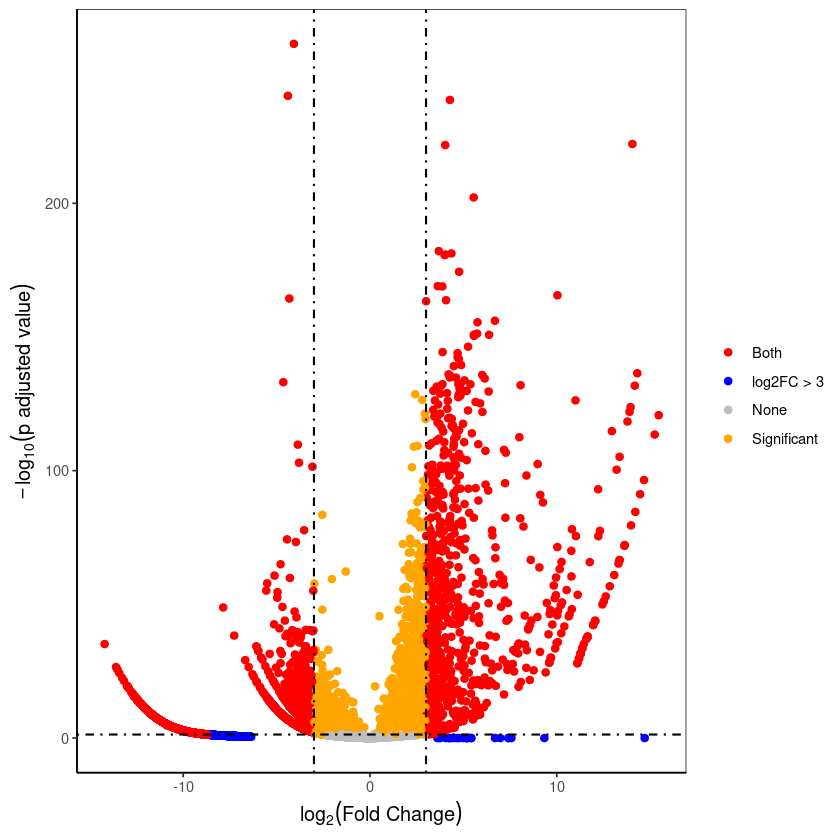 200
100
0
-10 0 10
−log₁₀(p adjusted value)
log₂(Fold Change)
Both
log2FC > 3
None
Significant